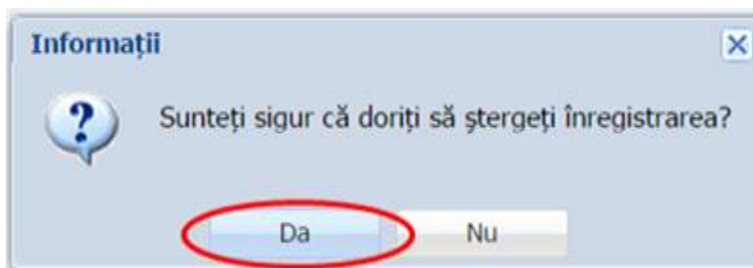 Informații
Sunteți sigur că doriți să ștergeți înregistrarea?
Da
Nu